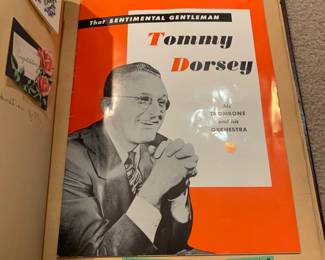 That SENTIMENTAL GENTLEMAN
Tommy
Dorsey
his
TROMBONE
and his
ORCHESTRA